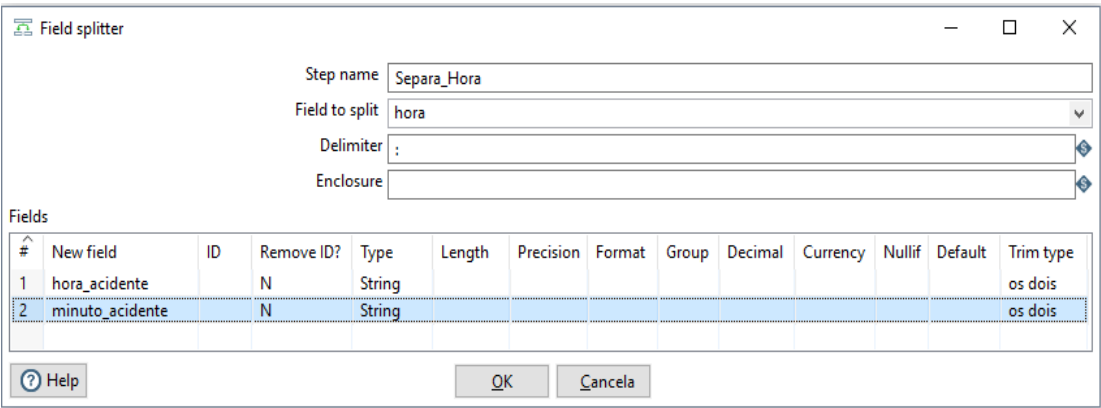 Field splitter
Step name Separa_Hora
Field to split hora
Delimiter :
Enclosure
Fields
# New field ID Remove ID? Type Length Precision Format Group Decimal Currency Nullif Default Trim type
1 hora_acidente N String os dois
2 minuto_acidente N String os dois
Help OK Cancela